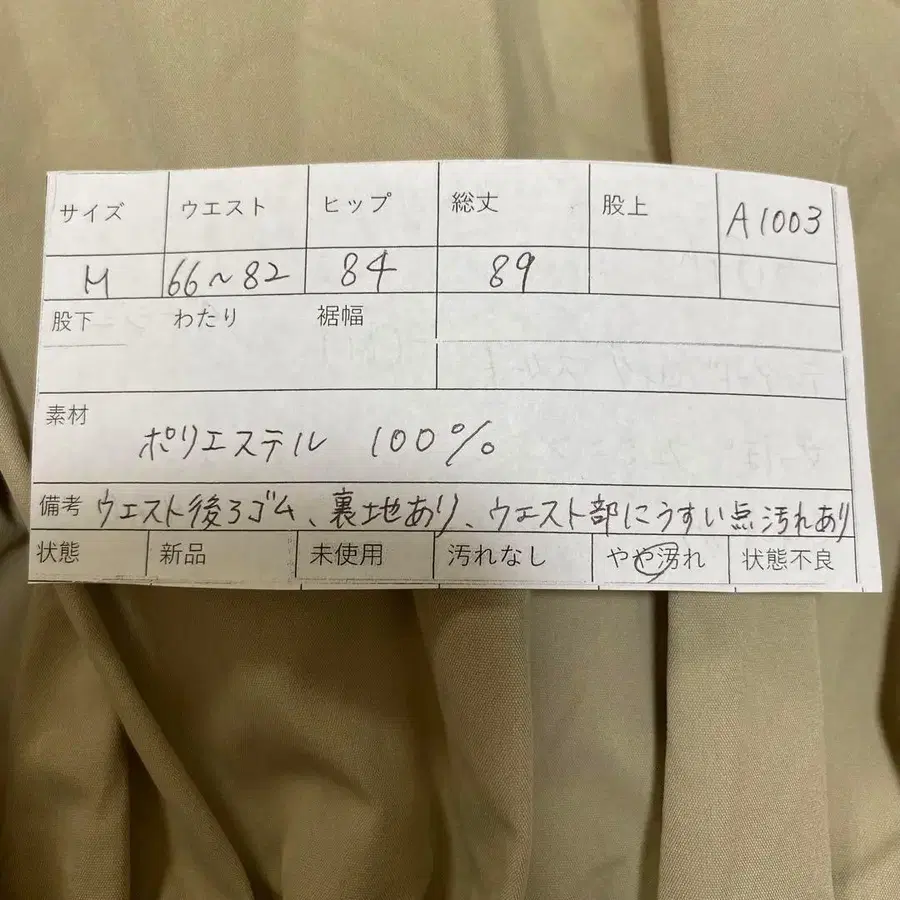 サイズ ウエスト ヒップ 総丈 股上 A1003
M 66~82 84 89
股下 わたり 裾幅
素材
ポリエステル 100%
備考 ウエスト後ろゴム、裏地あり、ウエスト部にうすい点汚れあり
状態 新品 未使用 汚れなし やや汚れ 状態不良